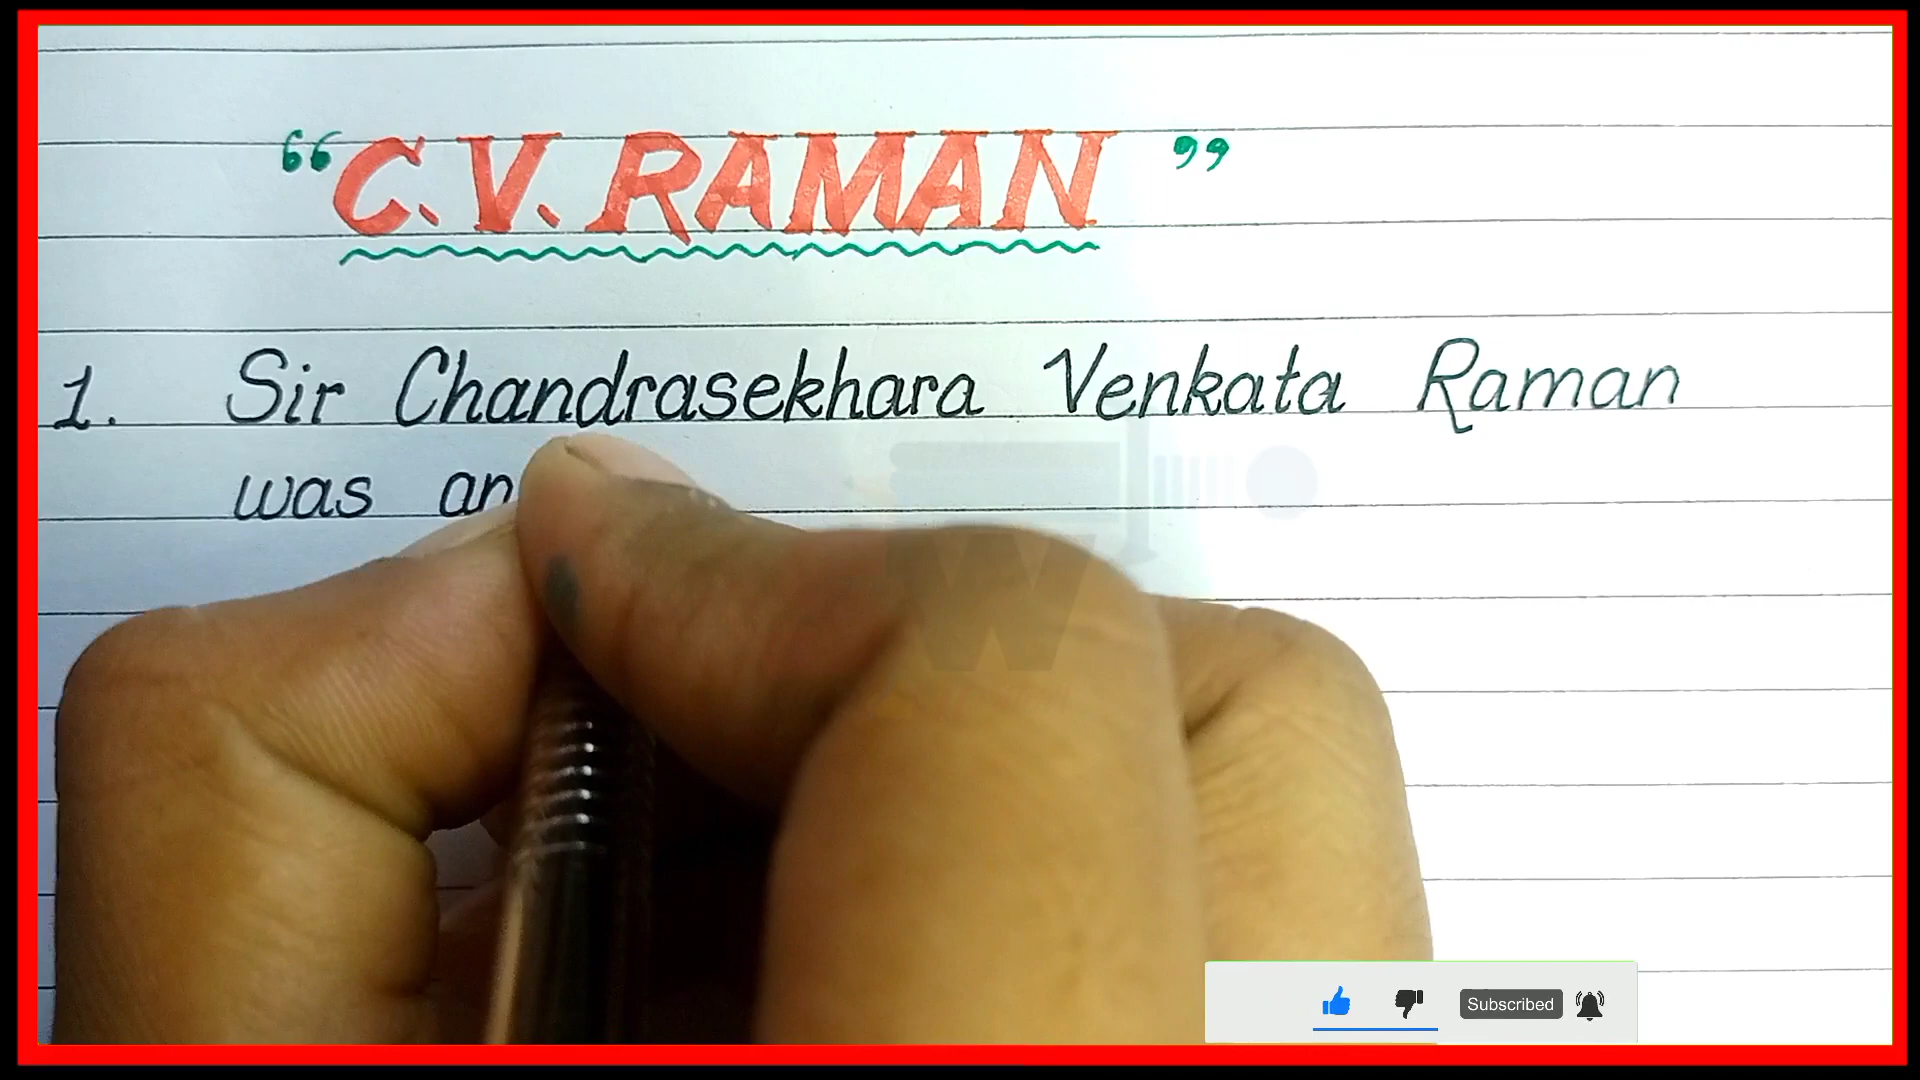 “C.V. RAMAN”
1. Sir Chandrasekhara Venkata Raman
was an
W
Subscribed